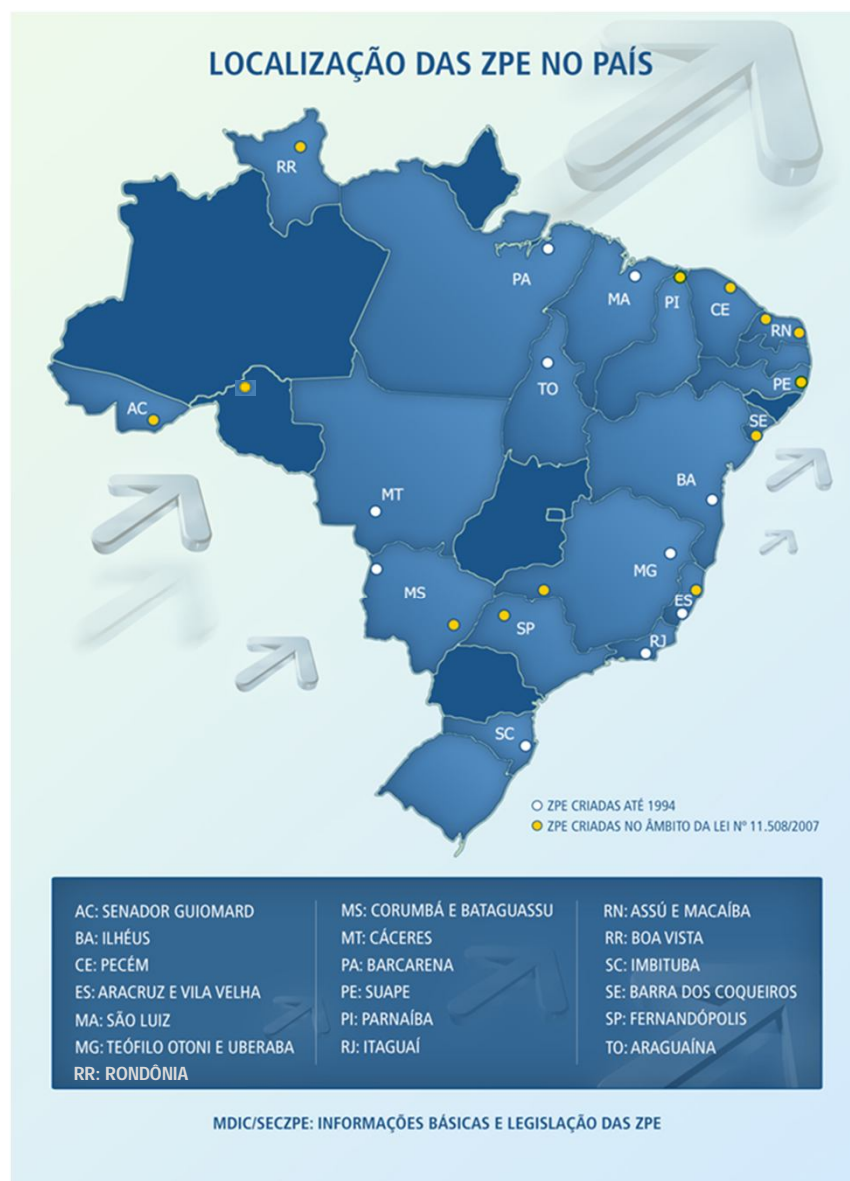 LOCALIZAÇÃO DAS ZPE NO PAÍS
RR
PA
MA
PI
CE
RN
TO
PE
AC
SE
BA
MT
MG
MS
ES
SP
RJ
SC
ZPE CRIADAS ATÉ 1994
ZPE CRIADAS NO ÂMBITO DA LEI Nº 11.508/2007
AC: SENADOR GUIOMARD
BA: ILHÉUS
CE: PECÉM
ES: ARACRUZ E VILA VELHA
MA: SÃO LUIZ
MG: TEÓFILO OTONI E UBERABA
RR: RONDÔNIA
MS: CORUMBÁ E BATAGUASSU
MT: CÁCERES
PA: BARCARENA
PE: SUAPE
PI: PARNAÍBA
RJ: ITAGUAÍ
RN: ASSÚ E MACAÍBA
RR: BOA VISTA
SC: IMBITUBA
SE: BARRA DOS COQUEIROS
SP: FERNANDÓPOLIS
TO: ARAGUAÍNA
MDIC/SECZPE: INFORMAÇÕES BÁSICAS E LEGISLAÇÃO DAS ZPE